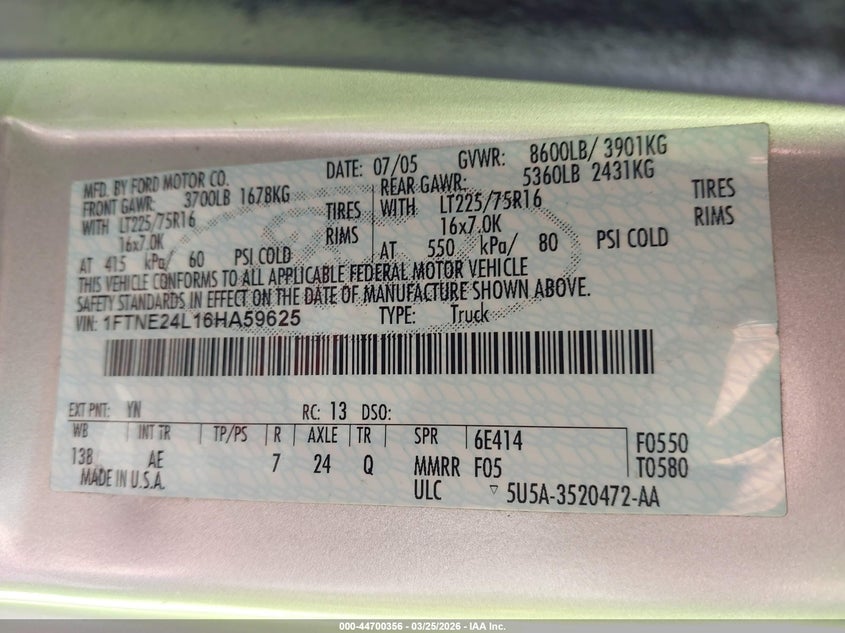 MFD. BY FORD MOTOR CO.
DATE: 07/05 GVWR: 8600LB/ 3901KG
FRONT GAWR: 3700LB 1678KG
REAR GAWR: 5360LB 2431KG
WITH LT225/75R16 TIRES
WITH LT225/75R16 TIRES
16x7.0K RIMS
16x7.0K RIMS
AT 415 kPa/ 60 PSI COLD
AT 550 kPa/ 80 PSI COLD
THIS VEHICLE CONFORMS TO ALL APPLICABLE FEDERAL MOTOR VEHICLE
SAFETY STANDARDS IN EFFECT ON THE DATE OF MANUFACTURE SHOWN ABOVE.
VIN: 1FTNE24L16HA59625 TYPE: Truck
EXT PNT: YN RC: 13 DSO:
WB INT TR TP/PS R AXLE TR SPR 6E414 F0550
138 AE 7 24 Q MMRR F05 T0580
MADE IN U.S.A. ULC ▽ 5U5A-3520472-AA
000-44700356 - 03/25/2026 - IAA Inc.